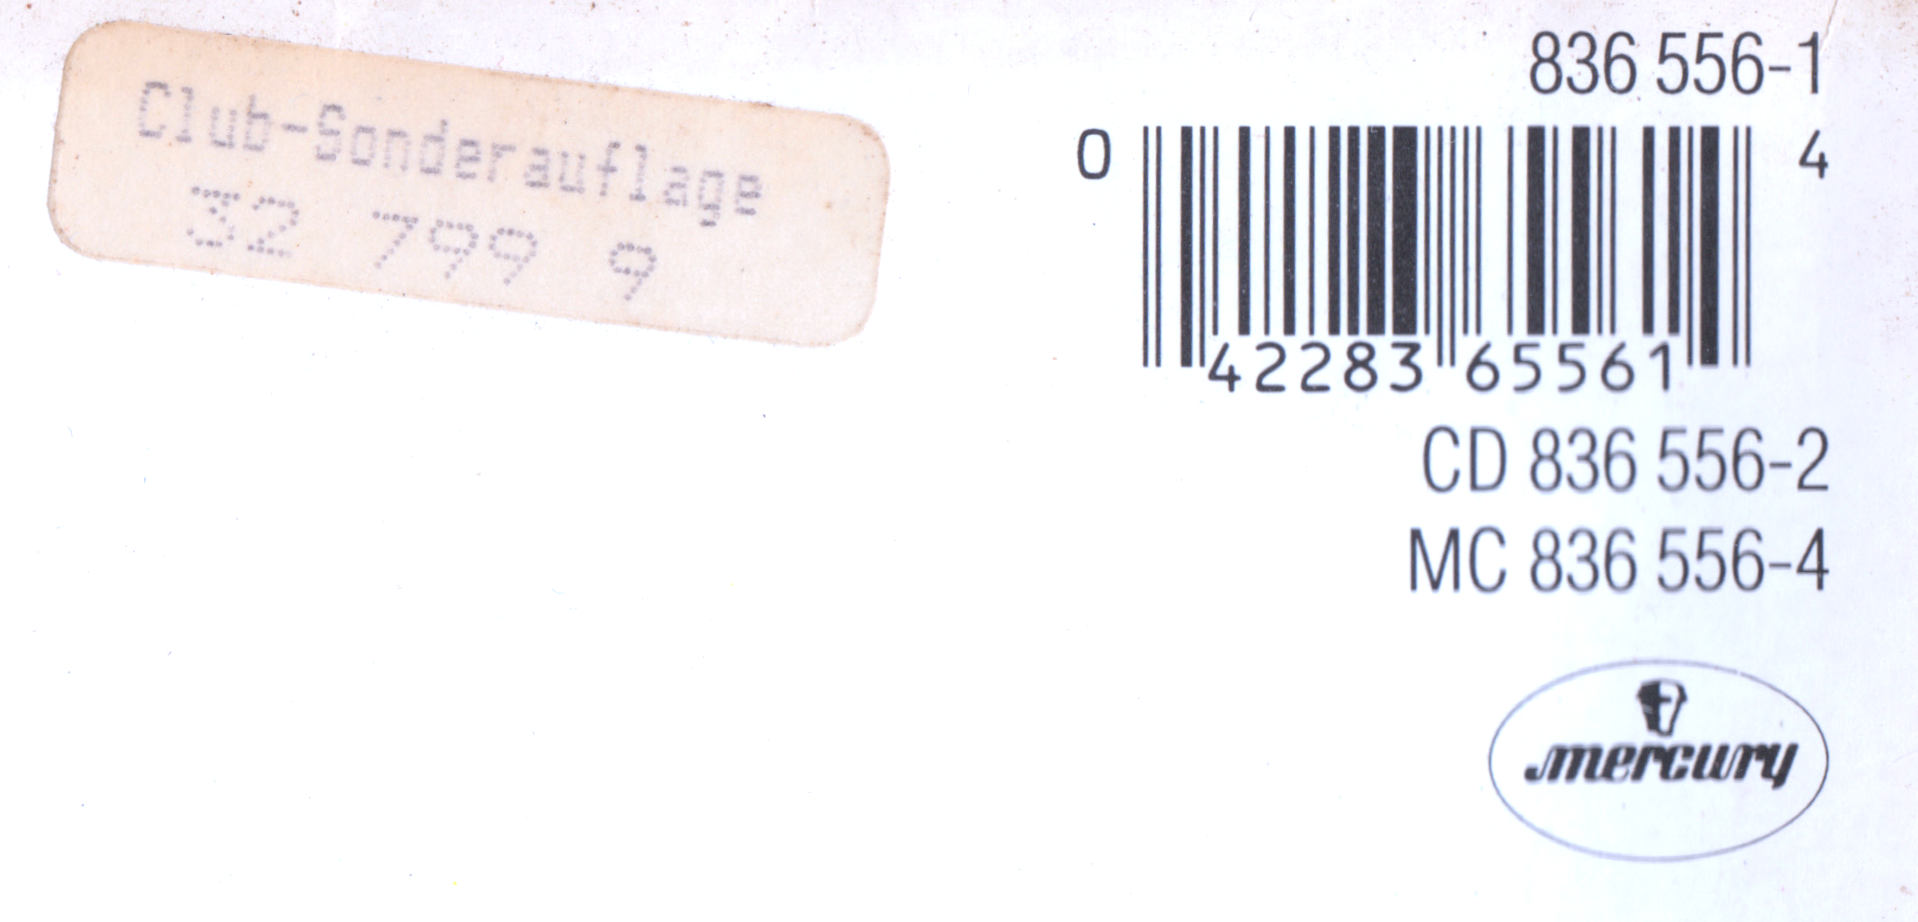 Club-Sonderauflage
32 799 9
836 556-1
0 42283 65561 4
CD 836 556-2
MC 836 556-4
mercury